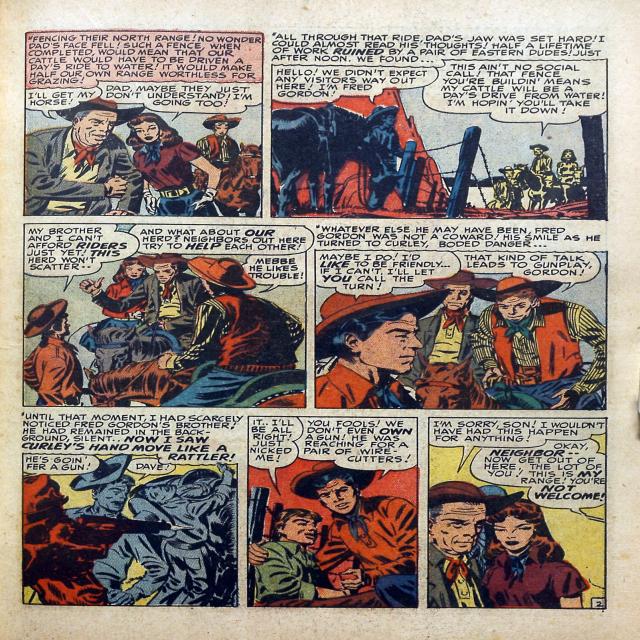 "FENCING THEIR NORTH RANGE! NO WONDER
DAD'S FACE FELL! SUCH A FENCE, WHEN
COMPLETED, WOULD MEAN THAT OUR
CATTLE WOULD HAVE TO BE DRIVEN A
DAY'S RIDE TO WATER! IT WOULD MAKE
HALF OUR OWN RANGE WORTHLESS FOR
GRAZING!
I'LL GET MY
HORSE!
DAD, MAYBE THEY JUST
DON'T UNDERSTAND! I'M
GOING TOO!
"ALL THROUGH THAT RIDE, DAD'S JAW WAS SET HARD! I
COULD ALMOST READ HIS THOUGHTS! HALF A LIFETIME
OF WORK RUINED BY A PAIR OF EASTERN DUDES! JUST
AFTER NOON, WE FOUND...
HELLO! WE DIDN'T EXPECT
ANY VISITORS WAY OUT
HERE! I'M FRED
GORDON!
THIS AIN'T NO SOCIAL
CALL! THAT FENCE
YOU'RE BUILDIN' MEANS
MY CATTLE WILL BE A
DAY'S DRIVE FROM WATER!
I'M HOPIN' YOU'LL TAKE
IT DOWN!
MY BROTHER
AND I CAN'T
AFFORD RIDERS
JUST YET! THIS
HERD WON'T
SCATTER--
AND WHAT ABOUT OUR
HERD? NEIGHBORS OUT HERE
TRY TO HELP EACH OTHER!
MEBBE
HE LIKES
TROUBLE!
"WHATEVER ELSE HE MAY HAVE BEEN, FRED
GORDON WAS NOT A COWARD! HIS SMILE AS HE
TURNED TO CURLEY, BODED DANGER...
MAYBE I DO! I'D
LIKE TO BE FRIENDLY...
IF I CAN'T, I'LL LET
YOU CALL THE
TURN!
THAT KIND OF TALK
LEADS TO GUNPLAY,
GORDON!
"UNTIL THAT MOMENT, I HAD SCARCELY
NOTICED FRED GORDON'S BROTHER!
HE HAD REMAINED IN THE BACK-
GROUND, SILENT... NOW I SAW
CURLEY'S HAND MOVE LIKE A
RATTLER!
HE'S GOIN'
FER A GUN!
DAVE!
IT...I'LL
BE ALL
RIGHT!
JUST
NICKED
ME!
YOU FOOLS! WE
DON'T EVEN OWN
A GUN! HE WAS
REACHING FOR A
PAIR OF WIRE-
CUTTERS!
I'M SORRY, SON! I WOULDN'T
HAVE HAD THIS HAPPEN
FOR ANYTHING!
OKAY,
NEIGHBOR--
NOW GET OUT OF
HERE, THE LOT OF
YOU! THIS IS MY
RANGE! YOU'RE
NOT
WELCOME!
2